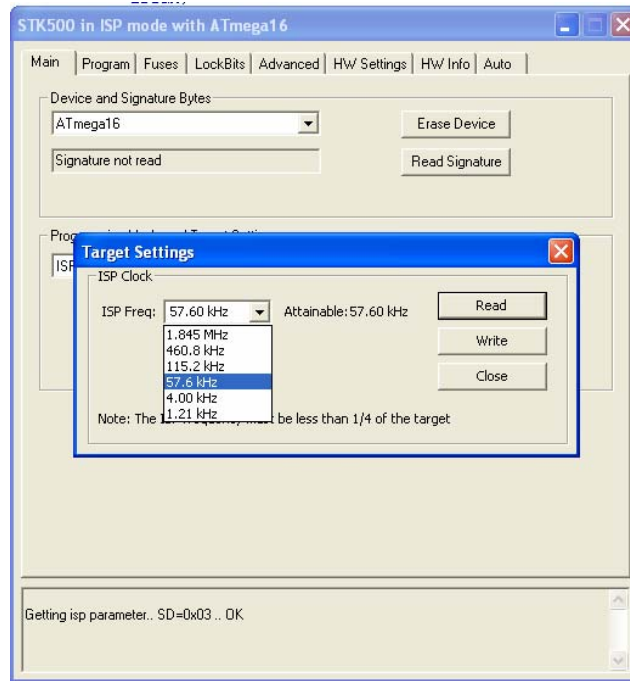 STK500 in ISP mode with ATmega16
Main Program Fuses LockBits Advanced HW Settings HW Info Auto
Device and Signature Bytes
ATmega16
Erase Device
Signature not read
Read Signature
Target Settings
ISP Clock
ISP Freq: 57.60 kHz Attainable: 57.60 kHz
Read
1.845 MHz
460.8 kHz
Write
115.2 kHz
57.6 kHz
Close
4.00 kHz
1.21 kHz
Note: The be less than 1/4 of the target
Getting isp parameter.. SD=0x03 .. OK